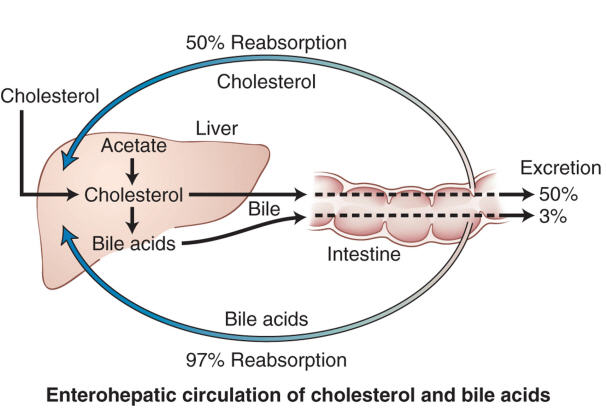 50% Reabsorption
Cholesterol
Cholesterol
Liver
Acetate
Excretion
Cholesterol
50%
Bile
3%
Bile acids
Intestine
Bile acids
97% Reabsorption
Enterohepatic circulation of cholesterol and bile acids